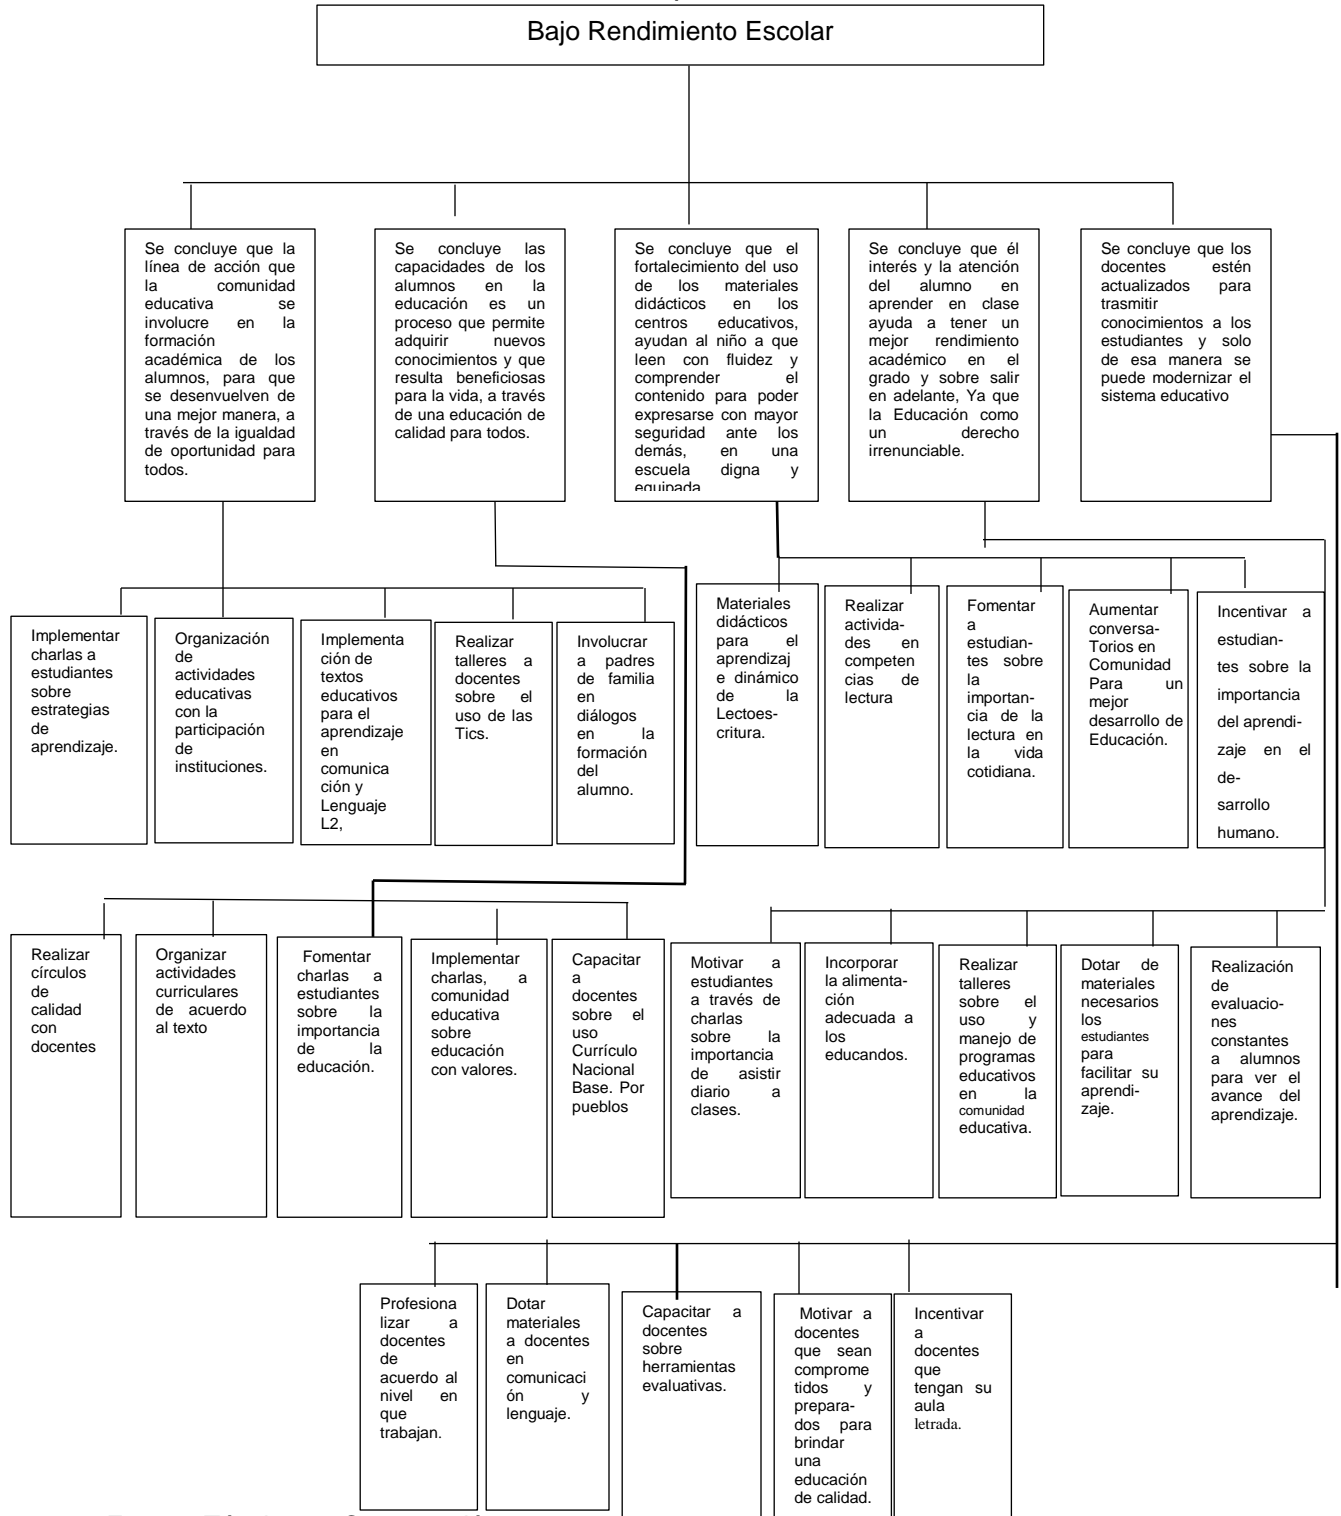 Bajo Rendimiento Escolar
Se concluye que la
línea de acción que
la comunidad
educativa se
involucre en la
formación
académica de los
alumnos, para que
se desenvuelven de
una mejor manera, a
través de la igualdad
de oportunidad para
todos.
Se concluye las
capacidades de los
alumnos en la
educación es un
proceso que permite
adquirir nuevos
conocimientos y que
resulta beneficiosas
para la vida, a través
de una educación de
calidad para todos.
Se concluye que el
fortalecimiento del uso
de los materiales
didácticos en los
centros educativos,
ayudan al niño a que
leen con fluidez y
comprender el
contenido para poder
expresarse con mayor
seguridad ante los
demás, en una
escuela digna y
equipada
Se concluye que él
interés y la atención
del alumno en
aprender en clase
ayuda a tener un
mejor rendimiento
académico en el
grado y sobre salir
en adelante, Ya que
la Educación como
un derecho
irrenunciable.
Se concluye que los
docentes estén
actualizados para
trasmitir
conocimientos a los
estudiantes y solo
de esa manera se
puede modernizar el
sistema educativo
Implementar
charlas a
estudiantes
sobre
estrategias
de
aprendizaje.
Organización
de
actividades
educativas
con la
participación
de
instituciones.
Implementa
ción de
textos
educativos
para el
aprendizaje
en
comunica
ción y
Lenguaje
L2,
Realizar
talleres a
docentes
sobre el
uso de las
Tics.
Involucrar
a padres
de familia
en
diálogos
en la
formación
del
alumno.
Materiales
didácticos
para el
aprendizaj
e dinámico
de la
Lectoes-
critura.
Realizar
activida-
des en
competen
cias de
lectura
Fomentar
a
estudian-
tes sobre
la
importan-
cia de la
lectura en
la vida
cotidiana.
Aumentar
conversa-
Torios en
Comunidad
Para un
mejor
desarrollo de
Educación.
Incentivar a
estudian-
tes sobre la
importancia
del aprendi-
zaje en el
de-
sarrollo
humano.
Realizar
círculos
de
calidad
con
docentes
Organizar
actividades
curriculares
de acuerdo
al texto
Fomentar
charlas a
estudiantes
sobre la
importancia
de la
educación.
Implementar
charlas, a
comunidad
educativa
sobre
educación
con valores.
Capacitar
a
docentes
sobre el
uso
Currículo
Nacional
Base. Por
pueblos
Motivar a
estudiantes
a través de
charlas
sobre la
importancia
de asistir
diario a
clases.
Incorporar
la alimenta-
ción
adecuada a
los
educandos.
Realizar
talleres
sobre el
uso y
manejo de
programas
educativos
en la
comunidad
educativa.
Dotar de
materiales
necesarios
los
estudiantes
para
facilitar su
aprendi-
zaje.
Realización
de
evaluacio-
nes
constantes
a alumnos
para ver el
avance del
aprendizaje.
Profesiona
lizar a
docentes
de
acuerdo al
nivel en
que
trabajan.
Dotar
materiales
a docentes
en
comunicaci
ón y
lenguaje.
Capacitar a
docentes
sobre
herramientas
evaluativas.
Motivar a
docentes
que sean
comprome
tidos y
prepara-
dos para
brindar
una
educación
de calidad.
Incentivar
a
docentes
que
tengan su
aula
letrada.